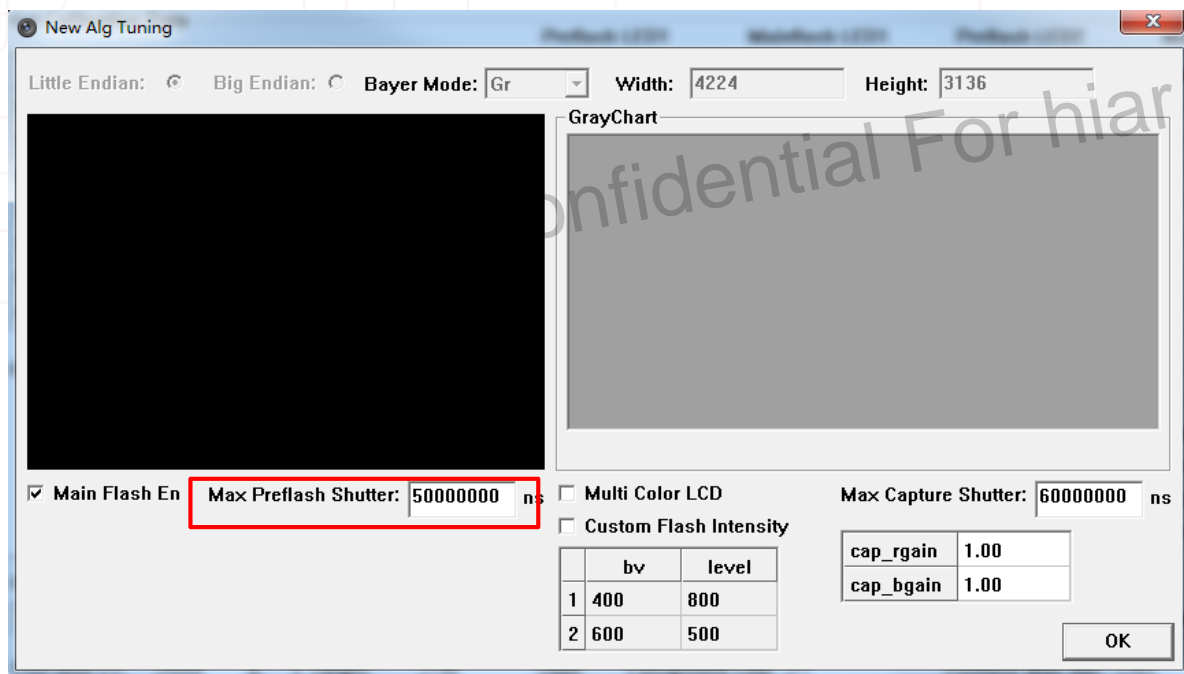 New Alg Tuning
Little Endian: Big Endian: Bayer Mode: Gr Width: 4224 Height: 3136
GrayChart
onfidential For hiar
Main Flash En Max Preflash Shutter: 50000000 ns Multi Color LCD Max Capture Shutter: 60000000 ns
Custom Flash Intensity
bv level
1 400 800
2 600 500
cap_rgain 1.00
cap_bgain 1.00
OK